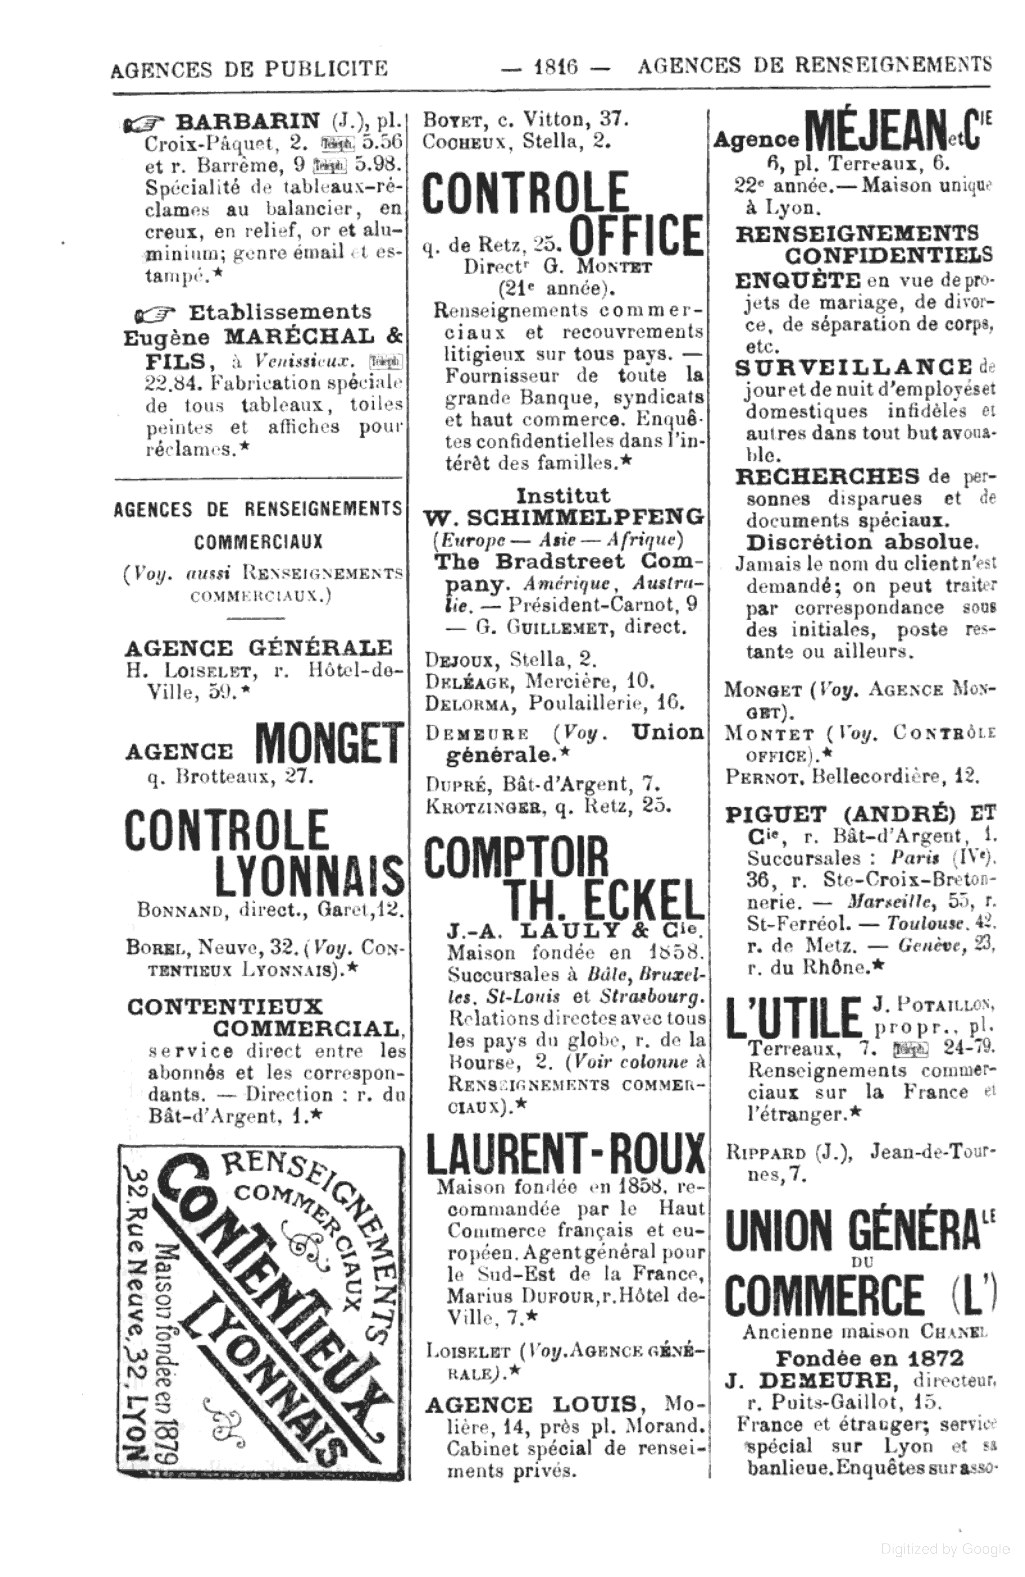 AGENCES DE PUBLICITE — 1816 — AGENCES DE RENSEIGNEMENTS
☞ BARBARIN (J.), pl.
Croix-Pâquet, 2. Téléph. 5.56
et r. Barrême, 9 Téléph. 5.98.
Spécialité de tableaux-ré-
clames au balancier, en
creux, en relief, or et alu-
minium; genre émail et es-
tampé.★
☞ Etablissements
Eugène MARÉCHAL &
FILS, à Venissieux. Téléph.
22.84. Fabrication spéciale
de tous tableaux, toiles
peintes et affiches pour
réclames.★
AGENCES DE RENSEIGNEMENTS
COMMERCIAUX
(Voy. aussi RENSEIGNEMENTS
COMMERCIAUX.)
AGENCE GÉNÉRALE
H. LOISELET, r. Hôtel-de-
Ville, 59.★
AGENCE MONGET
q. Brotteaux, 27.
CONTROLE
LYONNAIS
BONNAND, direct., Garet,12.
BOREL, Neuve, 32. (Voy. CON-
TENTIEUX LYONNAIS).★
CONTENTIEUX
COMMERCIAL,
service direct entre les
abonnés et les correspon-
dants. — Direction : r. du
Bât-d'Argent, 1.★
RENSEIGNEMENTS
COMMERCIAUX
CONTENTIEUX
LYONNAIS
Maison fondée en 1879
32, Rue Neuve, 32, LYON
BOYET, c. Vitton, 37.
COCHEUX, Stella, 2.
CONTROLE
OFFICE
q. de Retz, 25.
Directr G. MONTET
(21e année).
Renseignements commer-
ciaux et recouvrements
litigieux sur tous pays. —
Fournisseur de toute la
grande Banque, syndicats
et haut commerce. Enquê-
tes confidentielles dans l'in-
térêt des familles.★
Institut
W. SCHIMMELPFENG
(Europe — Asie — Afrique)
The Bradstreet Com-
pany. Amérique, Austra-
lie. — Président-Carnot, 9
— G. GUILLEMET, direct.
DEJOUX, Stella, 2.
DELÉAGE, Mercière, 10.
DELORMA, Poulaillerie, 16.
DEMEURE (Voy. Union
générale.★
DUPRÉ, Bât-d'Argent, 7.
KROTZINGER, q. Retz, 25.
COMPTOIR
TH. ECKEL
J.-A. LAULY & Cie.
Maison fondée en 1858.
Succursales à Bâle, Bruxel-
les, St-Louis et Strasbourg.
Relations directes avec tous
les pays du globe, r. de la
Bourse, 2. (Voir colonne à
RENSEIGNEMENTS COMMER-
CIAUX).★
LAURENT-ROUX
Maison fondée en 1858, re-
commandée par le Haut
Commerce français et eu-
ropéen. Agent général pour
le Sud-Est de la France,
Marius DUFOUR, r. Hôtel de-
Ville, 7.★
LOISELET (Voy. AGENCE GÉNÉ-
RALE).★
AGENCE LOUIS, Mo-
lière, 14, près pl. Morand.
Cabinet spécial de rensei-
ments privés.
Agence MÉJEAN et Cie
6, pl. Terreaux, 6.
22e année. — Maison unique
à Lyon.
RENSEIGNEMENTS
CONFIDENTIELS
ENQUÊTE en vue de pro-
jets de mariage, de divor-
ce, de séparation de corps,
etc.
SURVEILLANCE de
jour et de nuit d'employés et
domestiques infidèles et
autres dans tout but avoua-
ble.
RECHERCHES de per-
sonnes disparues et de
documents spéciaux.
Discrétion absolue.
Jamais le nom du client n'est
demandé; on peut traiter
par correspondance sous
des initiales, poste res-
tante ou ailleurs.
MONGET (Voy. AGENCE MON-
GET).
MONTET (Voy. CONTRÔLE
OFFICE).★
PERNOT, Bellecordière, 12.
PIGUET (ANDRÉ) ET
Cie, r. Bât-d'Argent, 1.
Succursales : Paris (IVe),
36, r. Ste-Croix-Breton-
nerie. — Marseille, 55, r.
St-Ferréol. — Toulouse, 42,
r. de Metz. — Genève, 23,
r. du Rhône.★
L'UTILE J. POTAILLON,
propr., pl.
Terreaux, 7. Téléph. 24-79.
Renseignements commer-
ciaux sur la France et
l'étranger.★
RIPPARD (J.), Jean-de-Tour-
nes, 7.
UNION GÉNÉRALE
DU
COMMERCE (L')
Ancienne maison CHANEL
Fondée en 1872
J. DEMEURE, directeur,
r. Puits-Gaillot, 15.
France et étranger; service
spécial sur Lyon et sa
banlieue. Enquêtes sur asso-
Digitized by Google